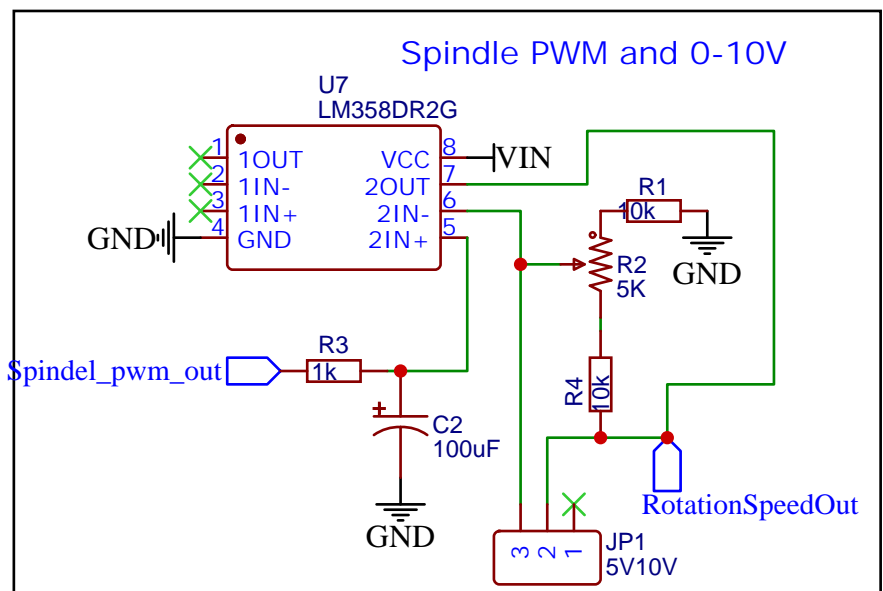 Spindle PWM and 0-10V
U7
LM358DR2G
1 1OUT VCC 8 VIN
2 1IN- 2OUT 7
3 1IN+ 2IN- 6
GND 4 GND 2IN+ 5
R1
10k
GND
R2
5K
R3
1k
Spindel_pwm_out
C2
100uF
GND
R4
10k
RotationSpeedOut
3 2 1
JP1
5V10V